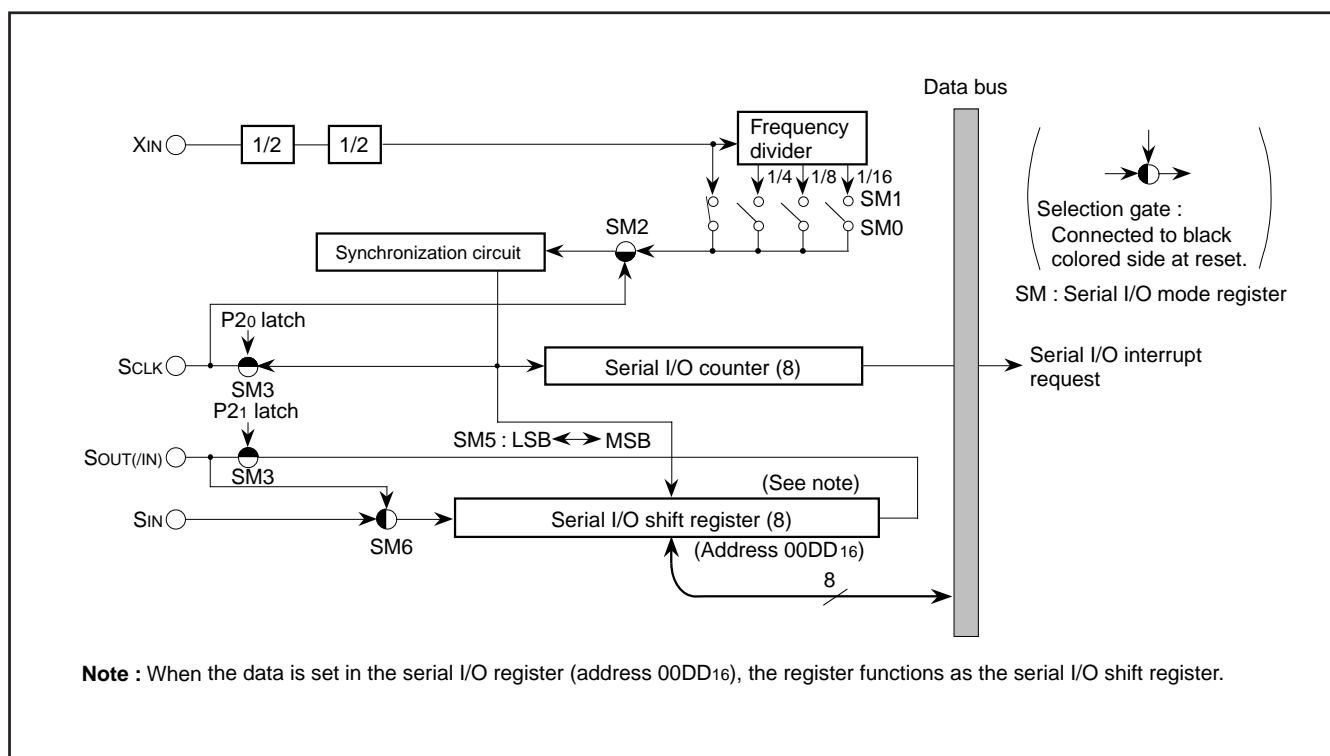 Data bus
XIN
1/2
1/2
Frequency
divider
1/4
1/8
1/16
SM1
SM0
Selection gate :
Connected to black
colored side at reset.
SM : Serial I/O mode register
SM2
Synchronization circuit
P20 latch
SCLK
SM3
Serial I/O counter (8)
Serial I/O interrupt
request
P21 latch
SM5 : LSB
MSB
SOUT(/IN)
SM3
(See note)
SIN
SM6
Serial I/O shift register (8)
(Address 00DD16)
8
Note : When the data is set in the serial I/O register (address 00DD16), the register functions as the serial I/O shift register.